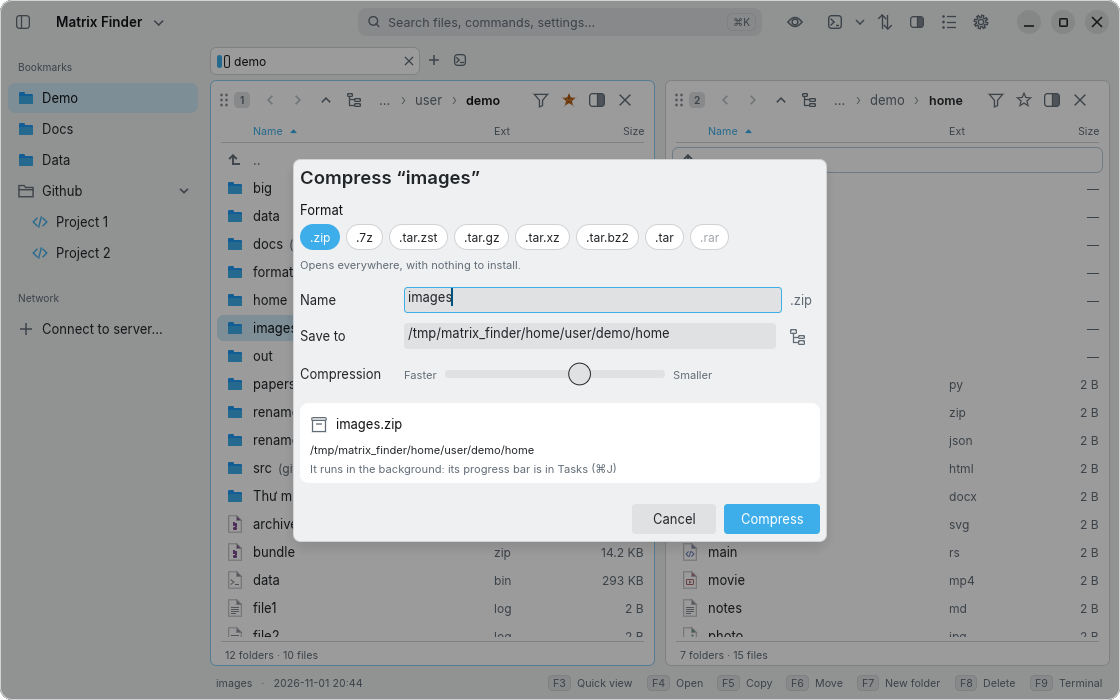 Matrix Finder
Search files, commands, settings...
⌘K
Bookmarks
Demo
Docs
Data
Github
Project 1
Project 2
Network
Connect to server...
demo
1
... › user › demo
Name Ext Size
..
big
data
docs
format
home
images
out
papers
renam
renam
src (gi
Thư m
archive
bundle zip 14.2 KB
data bin 293 KB
file1 log 2 B
file2 log 2 B
12 folders · 10 files
2
... › demo › home
Name Ext Size
—
—
—
—
—
—
—
py 2 B
zip 2 B
json 2 B
html 2 B
docx 2 B
svg 2 B
main rs 2 B
movie mp4 2 B
notes md 2 B
photo jpg 2 B
7 folders · 15 files
Compress “images”
Format
.zip .7z .tar.zst .tar.gz .tar.xz .tar.bz2 .tar .rar
Opens everywhere, with nothing to install.
Name images .zip
Save to /tmp/matrix_finder/home/user/demo/home
Compression Faster Smaller
images.zip
/tmp/matrix_finder/home/user/demo/home
It runs in the background: its progress bar is in Tasks (⌘J)
Cancel Compress
images · 2026-11-01 20:44
F3 Quick view F4 Open F5 Copy F6 Move F7 New folder F8 Delete F9 Terminal